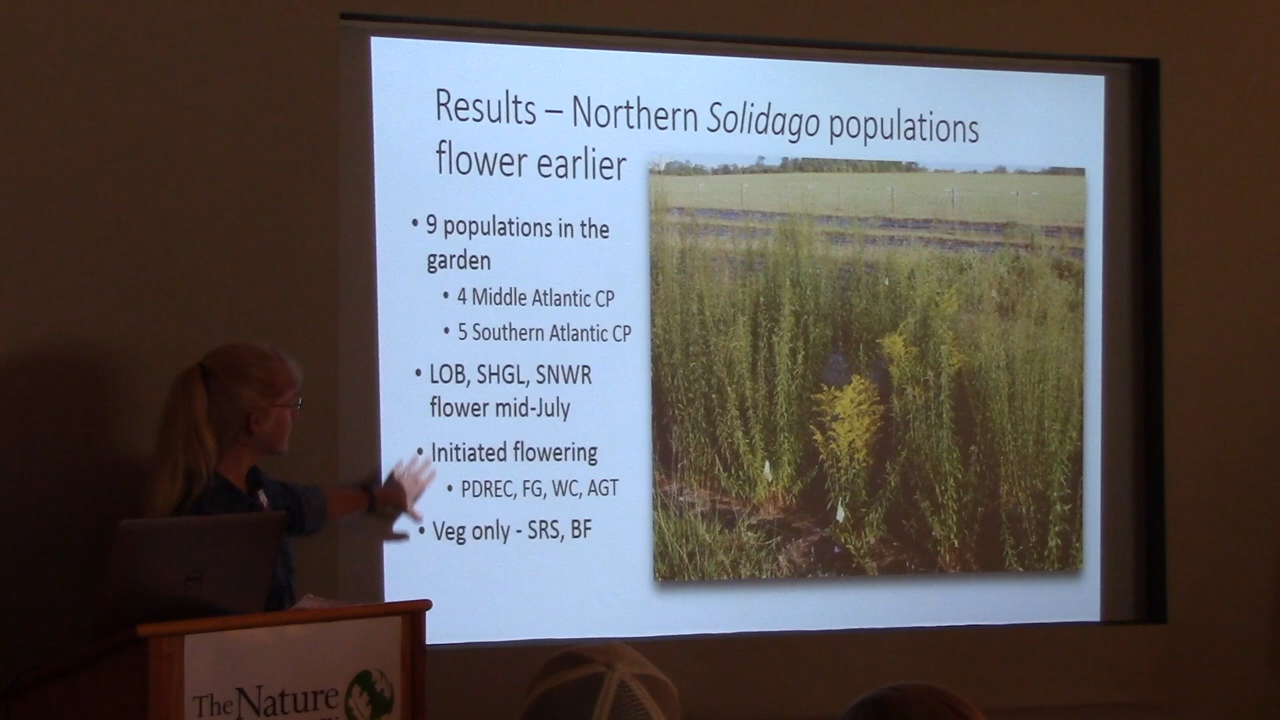 Results – Northern Solidago populations
flower earlier
• 9 populations in the
garden
• 4 Middle Atlantic CP
• 5 Southern Atlantic CP
• LOB, SHGL, SNWR
flower mid-July
• Initiated flowering
• PDREC, FG, WC, AGT
• Veg only - SRS, BF
The Nature